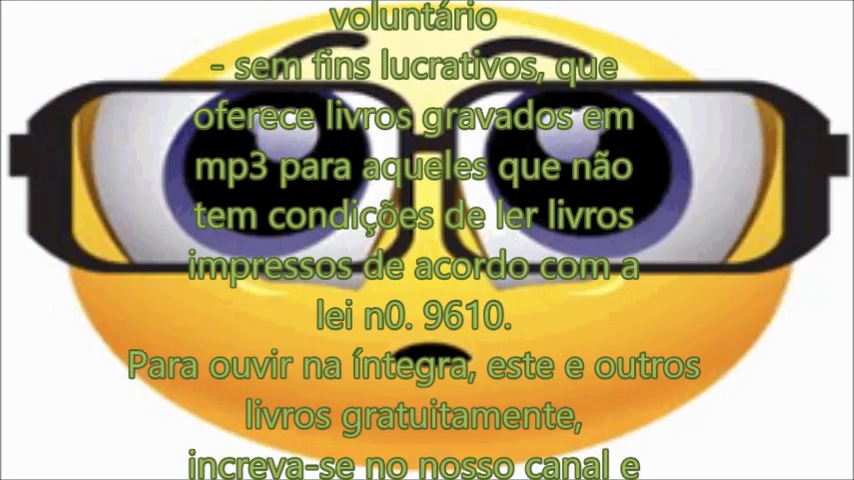 voluntário
- sem fins lucrativos, que
oferece livros gravados em
mp3 para aqueles que não
tem condições de ler livros
impressos de acordo com a
lei n0. 9610.
Para ouvir na íntegra, este e outros
livros gratuitamente,
increva-se no nosso canal e